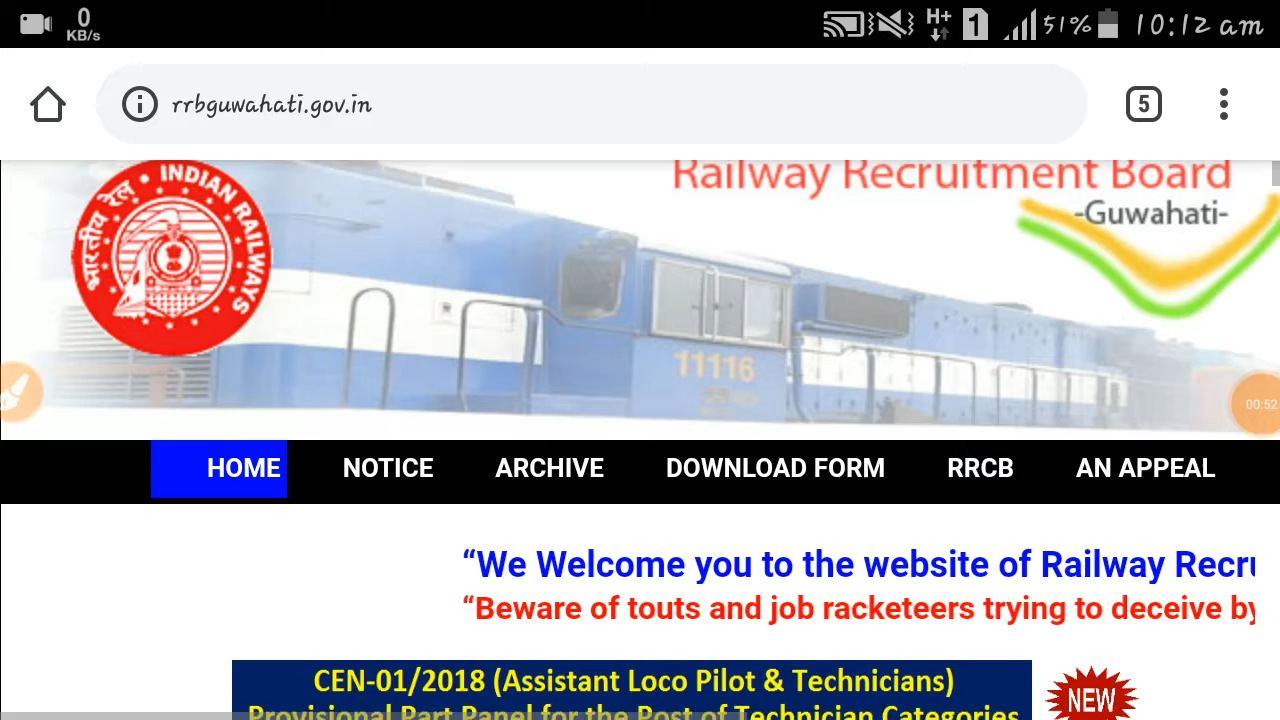 0
KB/s
H+
1
51%
10:12 am
rrbguwahati.gov.in
5
भारतीय रेल • INDIAN RAILWAYS
Railway Recruitment Board
-Guwahati-
11116
00:52
HOME NOTICE ARCHIVE DOWNLOAD FORM RRCB AN APPEAL
“We Welcome you to the website of Railway Recru
“Beware of touts and job racketeers trying to deceive by
CEN-01/2018 (Assistant Loco Pilot & Technicians)
NEW
Provisional Part Panel for the Post of Technician Categories